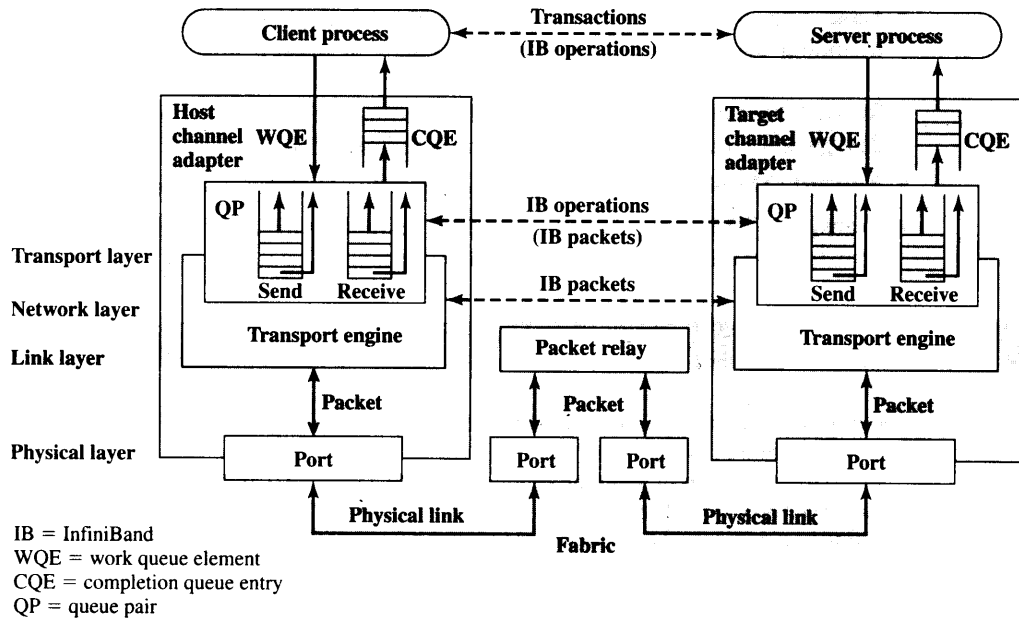 Client process
Transactions
(IB operations)
Server process
Host
channel
adapter
WQE
CQE
Target
channel
adapter
WQE
CQE
QP
IB operations
(IB packets)
QP
Transport layer
Send
Receive
IB packets
Send
Receive
Network layer
Transport engine
Packet relay
Transport engine
Link layer
Packet
Packet
Packet
Physical layer
Port
Port
Port
Port
Physical link
Physical link
Fabric
IB = InfiniBand
WQE = work queue element
CQE = completion queue entry
QP = queue pair